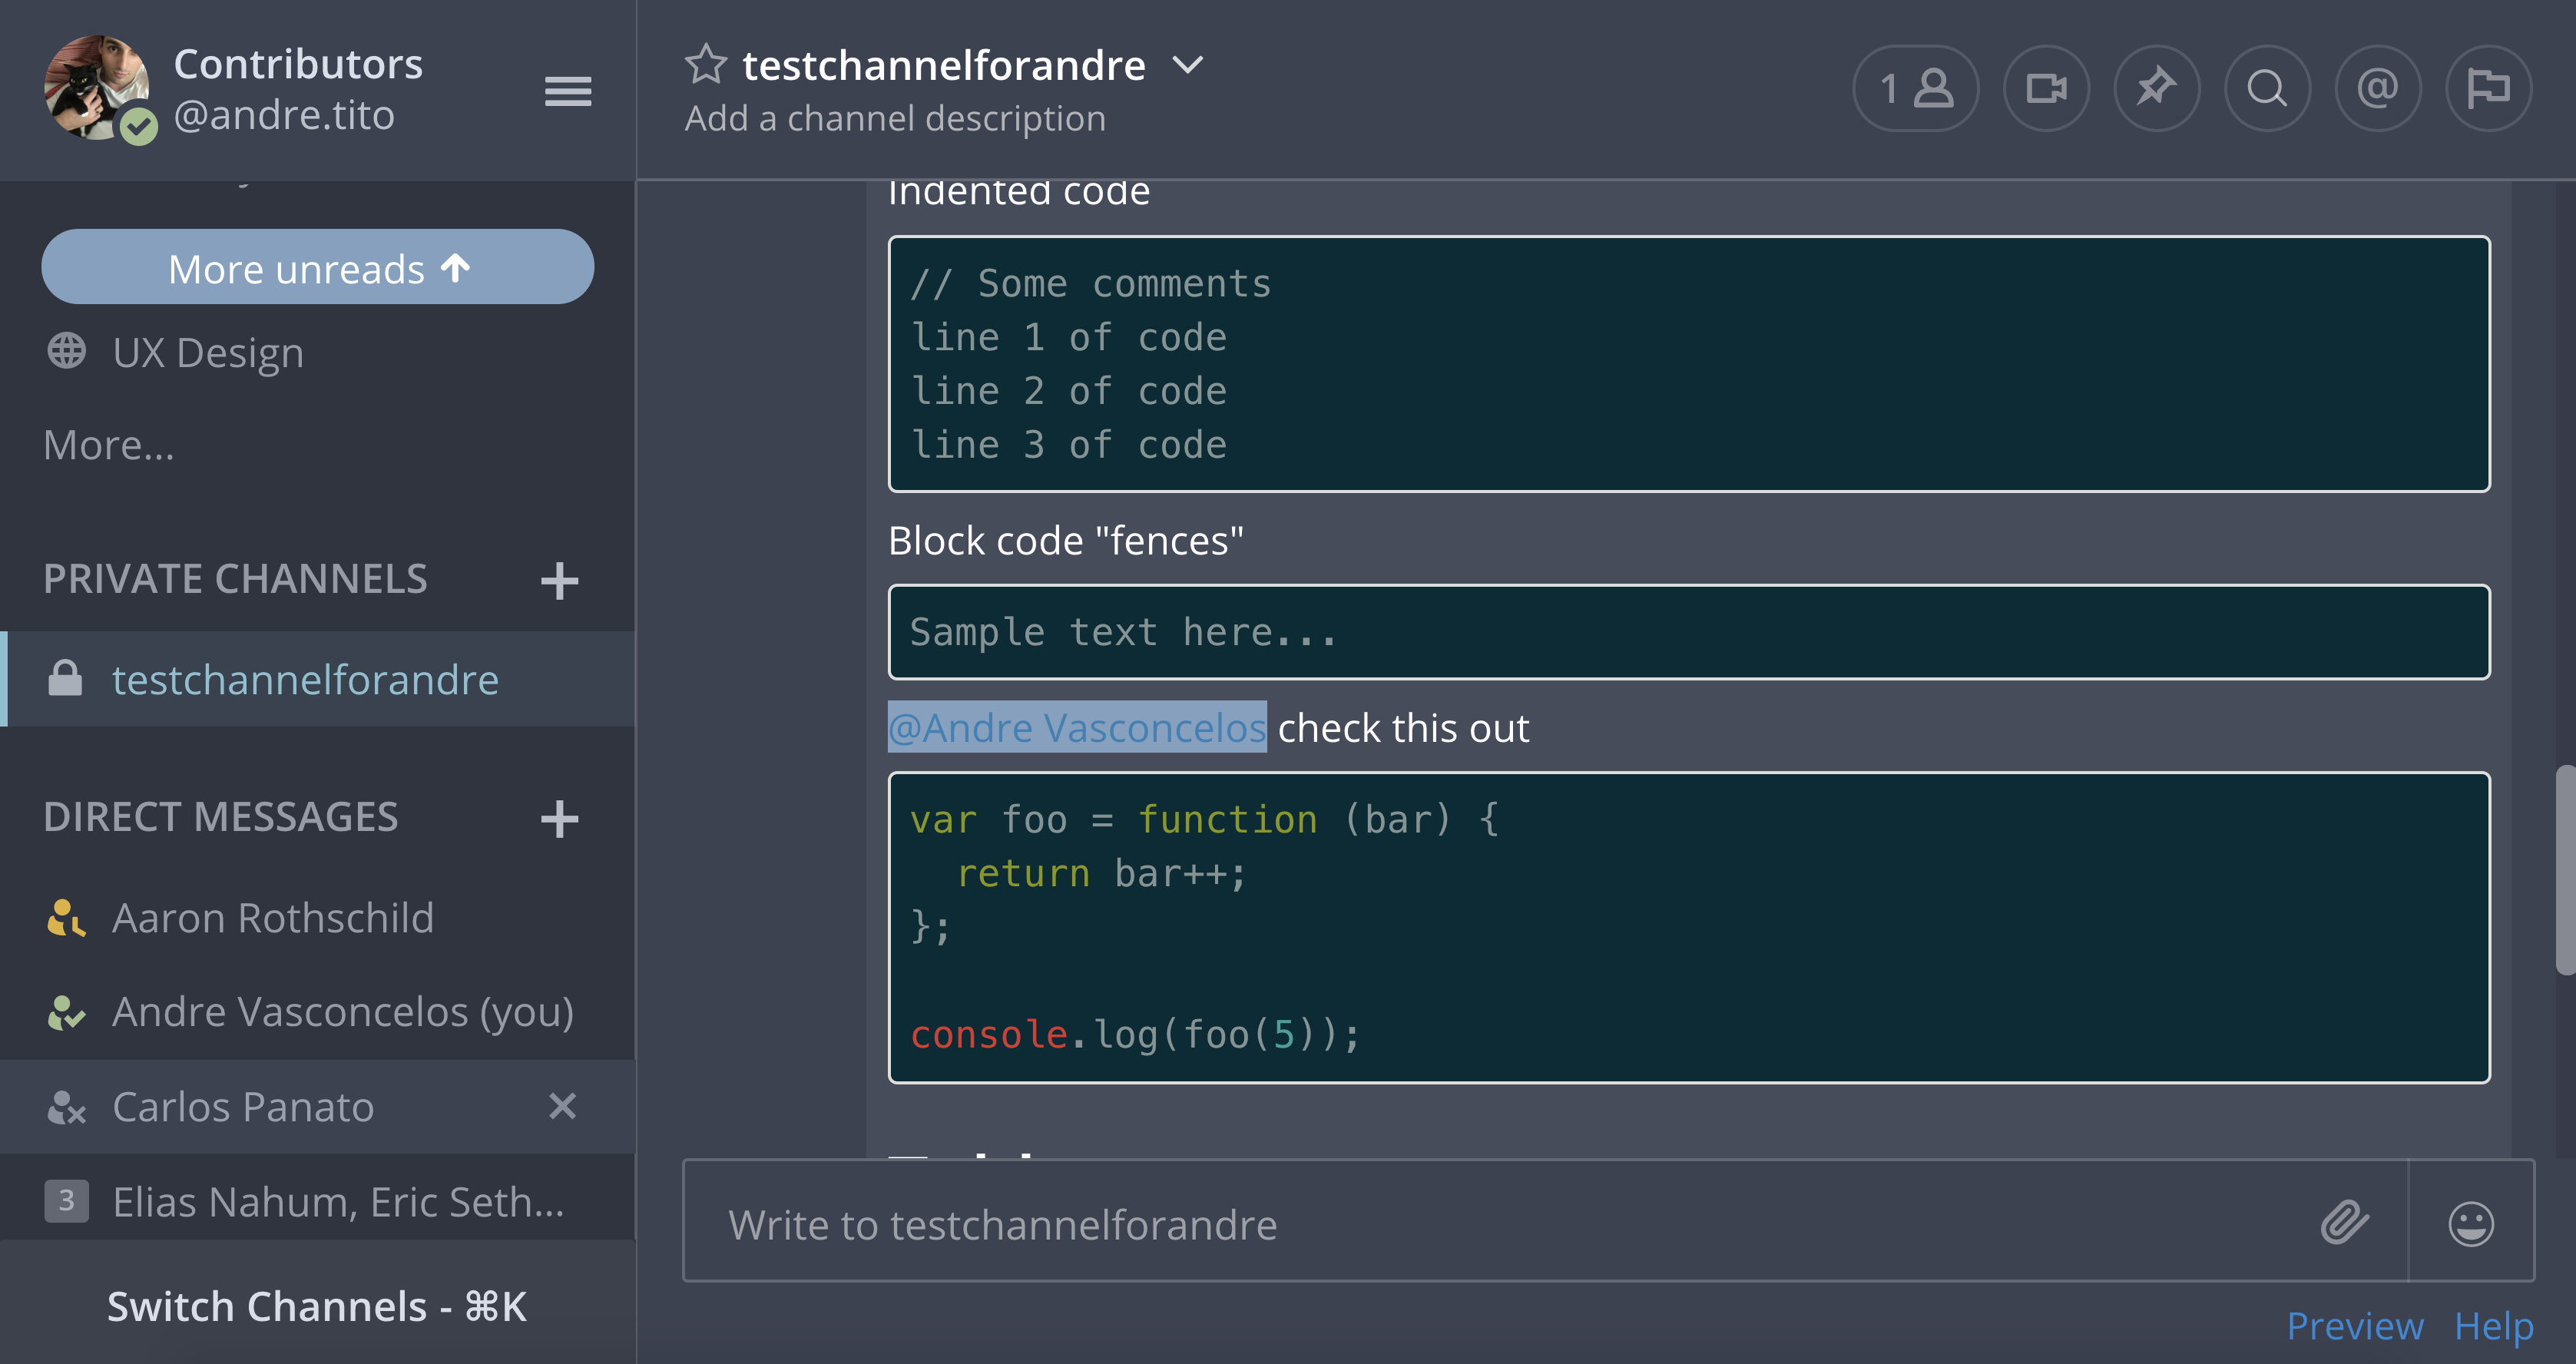 Contributors
@andre.tito
More unreads
UX Design
More...
PRIVATE CHANNELS
testchannelforandre
DIRECT MESSAGES
Aaron Rothschild
Andre Vasconcelos (you)
Carlos Panato
3 Elias Nahum, Eric Seth...
Switch Channels - ⌘K
testchannelforandre
Add a channel description
1
@
Indented code
// Some comments
line 1 of code
line 2 of code
line 3 of code
Block code "fences"
Sample text here...
@Andre Vasconcelos check this out
var foo = function (bar) {
  return bar++;
};
console.log(foo(5));
Write to testchannelforandre
Preview Help